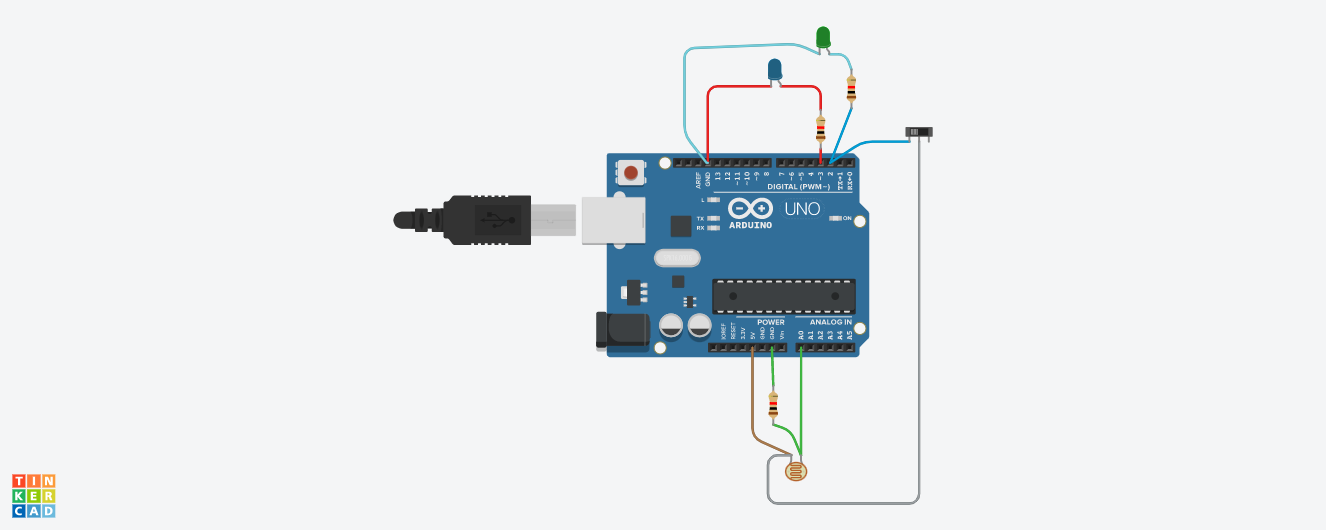 AREF
GND
13
12
~11
~10
~9
8
7
~6
~5
4
~3
2
TX→1
RX←0
DIGITAL (PWM~)
L
TX
RX
UNO
ARDUINO
ON
POWER
ANALOG IN
IOREF
RESET
3.3V
5V
GND
GND
Vin
A0
A1
A2
A3
A4
A5
TIN
KER
CAD